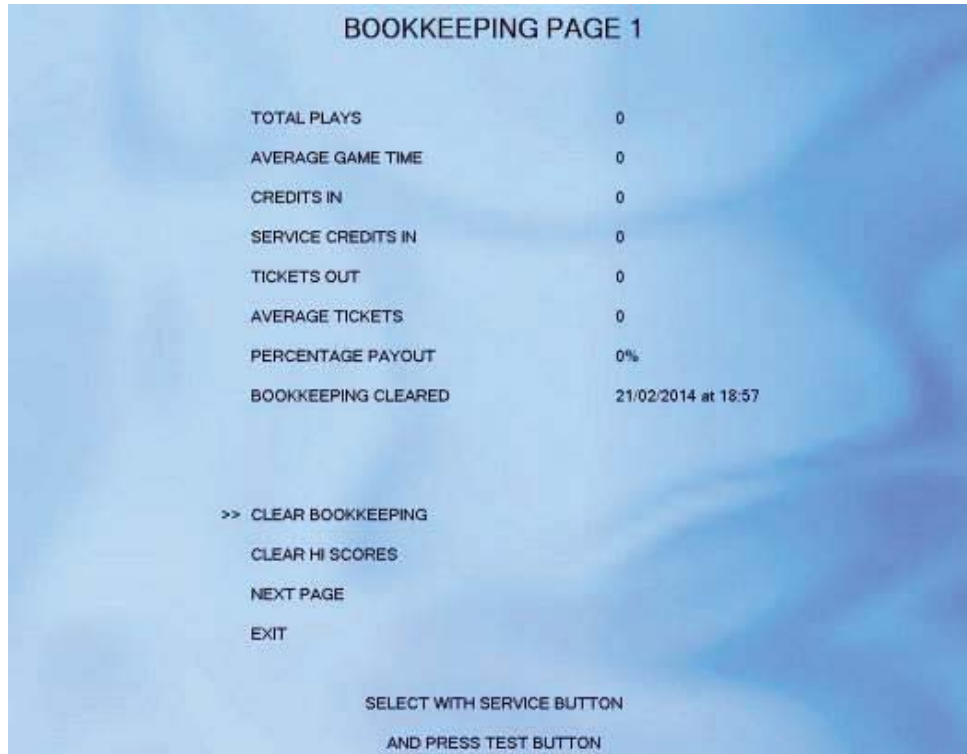 BOOKKEEPING PAGE 1
TOTAL PLAYS 0
AVERAGE GAME TIME 0
CREDITS IN 0
SERVICE CREDITS IN 0
TICKETS OUT 0
AVERAGE TICKETS 0
PERCENTAGE PAYOUT 0%
BOOKKEEPING CLEARED 21/02/2014 at 18:57
>> CLEAR BOOKKEEPING
CLEAR HI SCORES
NEXT PAGE
EXIT
SELECT WITH SERVICE BUTTON
AND PRESS TEST BUTTON